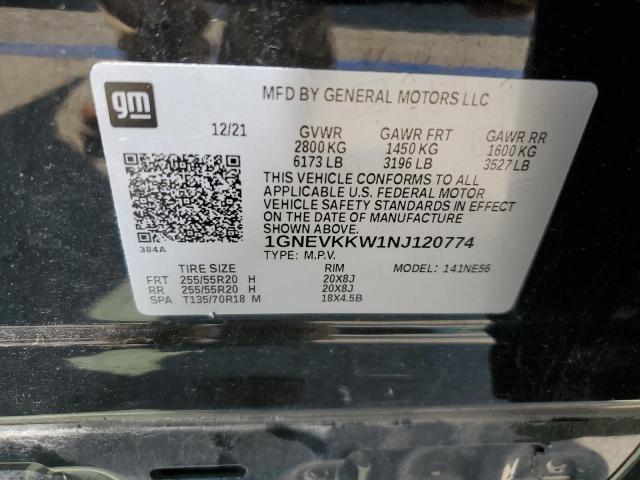 gm
MFD BY GENERAL MOTORS LLC
12/21 GVWR GAWR FRT GAWR RR
2800 KG 1450 KG 1600 KG
6173 LB 3196 LB 3527 LB
THIS VEHICLE CONFORMS TO ALL
APPLICABLE U.S. FEDERAL MOTOR
VEHICLE SAFETY STANDARDS IN EFFECT
ON THE DATE OF MANUFACTURE
SHOWN ABOVE.
384A
1GNEVKKW1NJ120774
TYPE: M.P.V. MODEL: 141NE56
TIRE SIZE RIM
FRT 255/55R20 H 20X8J
RR 255/55R20 H 20X8J
SPA T135/70R18 M 18X4.5B